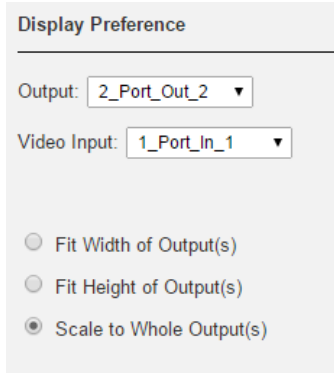 Display Preference
Output: 2_Port_Out_2
Video Input: 1_Port_In_1
Fit Width of Output(s)
Fit Height of Output(s)
Scale to Whole Output(s)